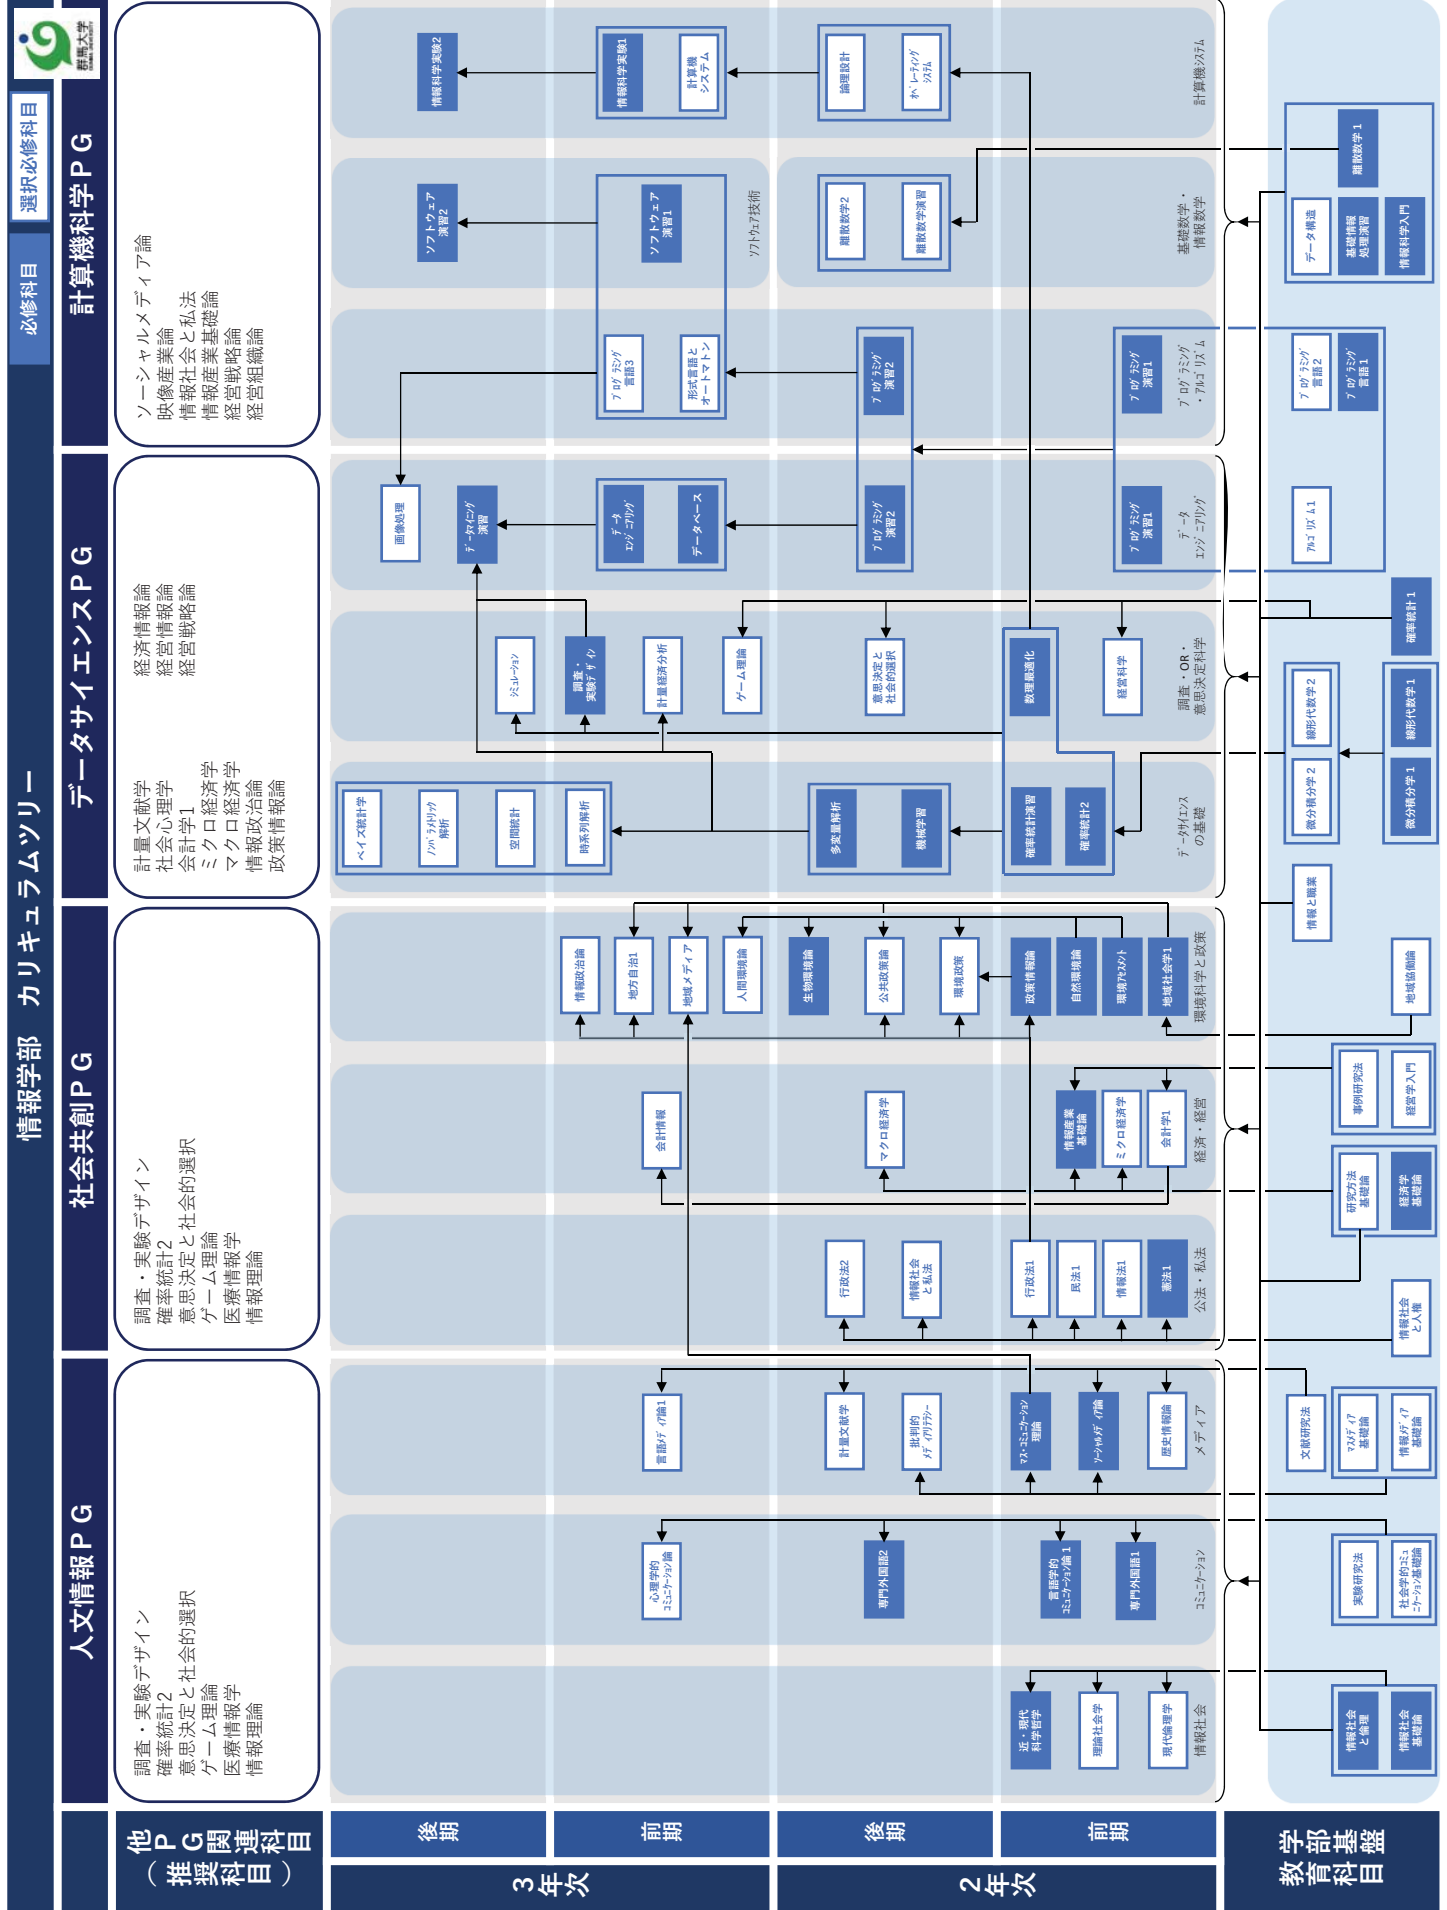 情報学部 カリキュラムツリー
必修科目
選択必修科目
群馬大学
GUNMA UNIVERSITY
人文情報ＰＧ
社会共創ＰＧ
データサイエンスＰＧ
計算機科学ＰＧ
他ＰＧ関連科目
（推奨科目）
調査・実験デザイン
確率統計2
意思決定と社会的選択
ゲーム理論
医療情報学
情報理論
調査・実験デザイン
確率統計2
意思決定と社会的選択
ゲーム理論
医療情報学
情報理論
計量文献学
社会心理学
会計学1
ミクロ経済学
マクロ経済学
情報政治論
政策情報論
経済情報論
経営情報論
経営戦略論
ソーシャルメディア論
映像産業論
情報社会と私法
情報産業基礎論
経営戦略論
経営組織論
3年次
後期
前期
2年次
後期
前期
学部基盤
教育科目
ベイズ統計学
ﾉﾝﾊﾟﾗﾒﾄﾘｯｸ
解析
空間統計
時系列解析
ｼﾐｭﾚｰｼｮﾝ
調査・
実験ﾃﾞｻﾞｲﾝ
計量経済分析
画像処理
ﾃﾞｰﾀﾏｲﾆﾝｸﾞ
演習
データ
ｴﾝｼﾞﾆｱﾘﾝｸﾞ
データベース
ソフトウェア
演習2
情報科学実験2
ﾌﾟﾛｸﾞﾗﾐﾝｸﾞ
言語3
形式言語と
オートマトン
ソフトウェア
演習1
ｿﾌﾄｳｪｱ技術
情報科学実験1
計算機
システム
言語ﾒﾃﾞｨｱ論1
心理学的
ｺﾐｭﾆｹｰｼｮﾝ論
会計情報
情報政治論
地方自治1
地域メディア
人間環境論
ゲーム理論
専門外国語2
計量文献学
批判的
ﾒﾃﾞｨｱﾘﾃﾗｼｰ
行政法2
情報社会
と私法
マクロ経済学
生物環境論
公共政策論
環境政策
多変量解析
機械学習
意思決定と
社会的選択
ﾌﾟﾛｸﾞﾗﾐﾝｸﾞ
演習2
ﾌﾟﾛｸﾞﾗﾐﾝｸﾞ
演習2
離散数学2
離散数学演習
論理設計
ｵﾍﾟﾚｰﾃｨﾝｸﾞ
ｼｽﾃﾑ
近・現代
科学哲学
理論社会学
現代倫理学
情報社会
言語学的
ｺﾐｭﾆｹｰｼｮﾝ論1
専門外国語1
ｺﾐｭﾆｹｰｼｮﾝ
ﾏｽ･ｺﾐｭﾆｹｰｼｮﾝ
理論
ｿｰｼｬﾙﾒﾃﾞｨｱ論
歴史情報論
メディア
行政法1
民法1
情報法1
憲法1
公法・私法
情報産業
基礎論
ミクロ経済学
会計学1
経済・経営
政策情報論
自然環境論
環境ｱｾｽﾒﾝﾄ
地域社会学1
環境科学と政策
確率統計演習
確率統計2
ﾃﾞｰﾀｻｲｴﾝｽ
の基礎
数理最適化
経営科学
調査・OR・
意思決定科学
ﾌﾟﾛｸﾞﾗﾐﾝｸﾞ
演習1
データ
ｴﾝｼﾞﾆｱﾘﾝｸﾞ
ﾌﾟﾛｸﾞﾗﾐﾝｸﾞ
演習1
ﾌﾟﾛｸﾞﾗﾐﾝｸﾞ
・ｱﾙｺﾞﾘｽﾞﾑ
基礎数学・
情報数学
計算機ｼｽﾃﾑ
情報社会
と倫理
情報社会
基礎論
実験研究法
社会学的ｺﾐｭ
ﾆｹｰｼｮﾝ基礎論
文献研究法
ﾏｽﾒﾃﾞｨｱ
基礎論
情報ﾒﾃﾞｨｱ
基礎論
情報社会
と人権
研究方法
基礎論
経済学
基礎論
事例研究法
経営学入門
地域協働論
情報と職業
微分積分学2
線形代数学2
微分積分学1
線形代数学1
確率統計1
ｱﾙｺﾞﾘｽﾞﾑ1
ﾌﾟﾛｸﾞﾗﾐﾝｸﾞ
言語2
ﾌﾟﾛｸﾞﾗﾐﾝｸﾞ
言語1
データ構造
基礎情報
処理演習
情報科学入門
離散数学1